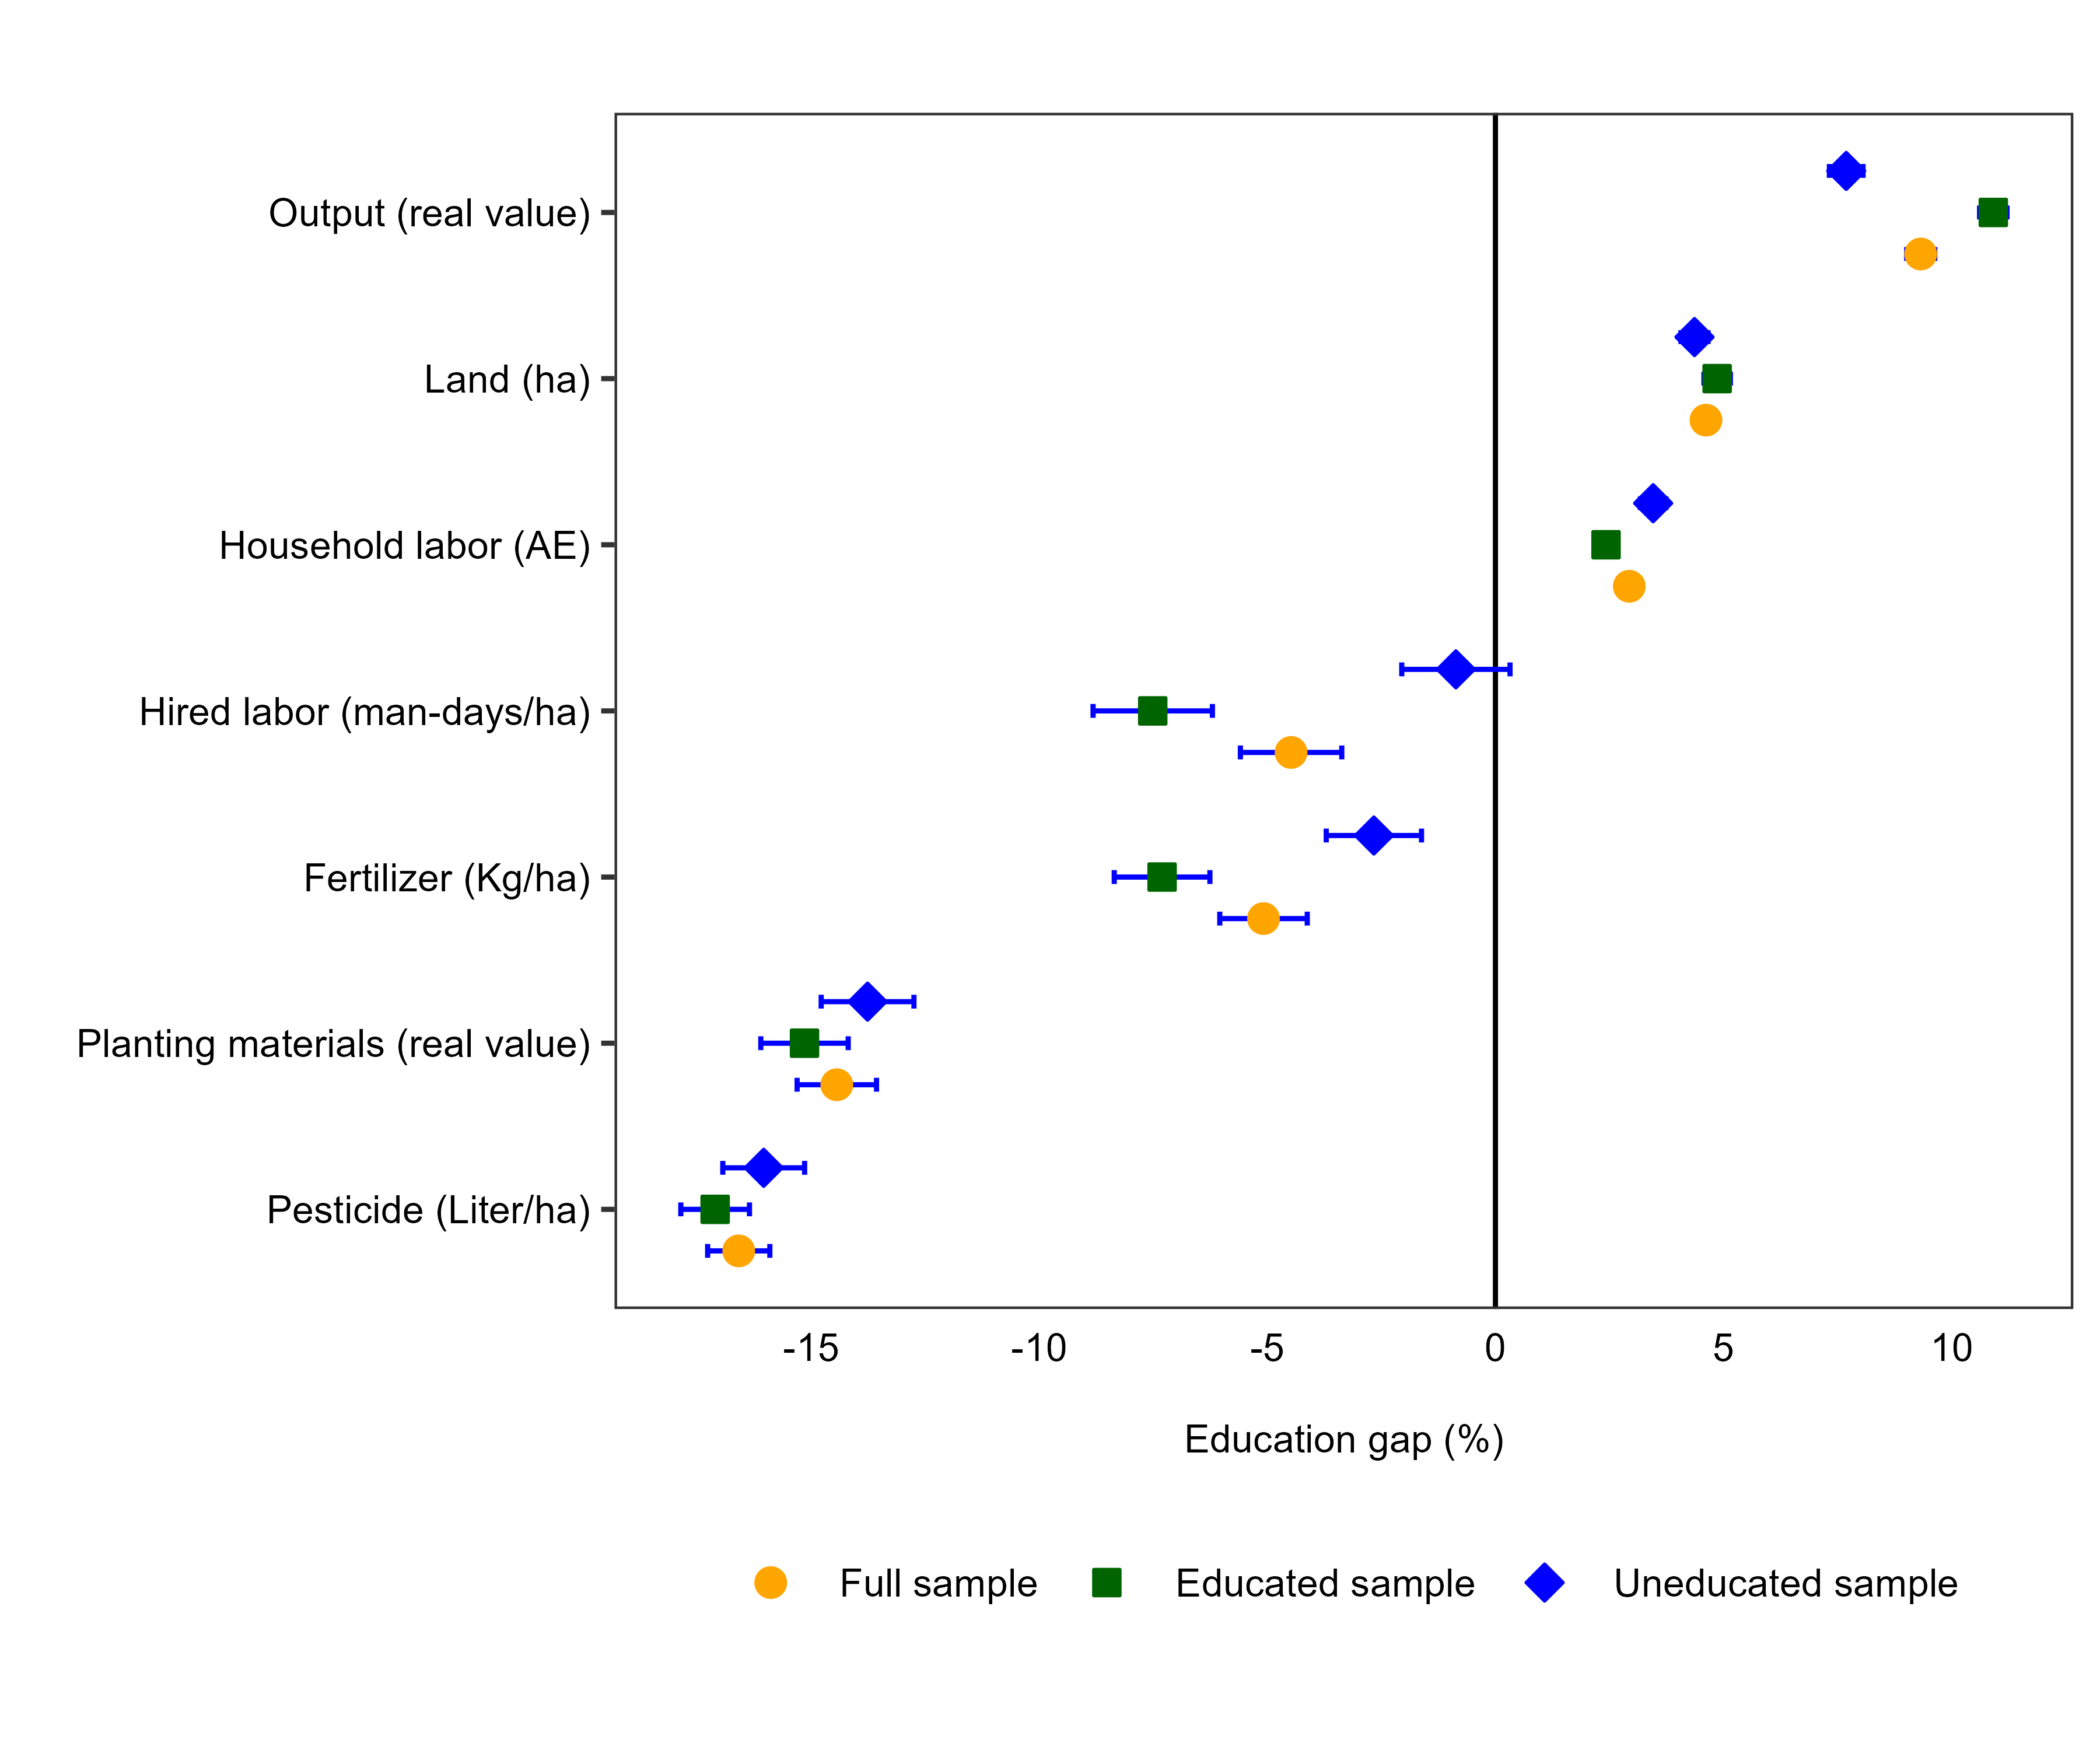 Output (real value)
Land (ha)
Household labor (AE)
Hired labor (man-days/ha)
Fertilizer (Kg/ha)
Planting materials (real value)
Pesticide (Liter/ha)
-15 -10 -5 0 5 10
Education gap (%)
Full sample Educated sample Uneducated sample